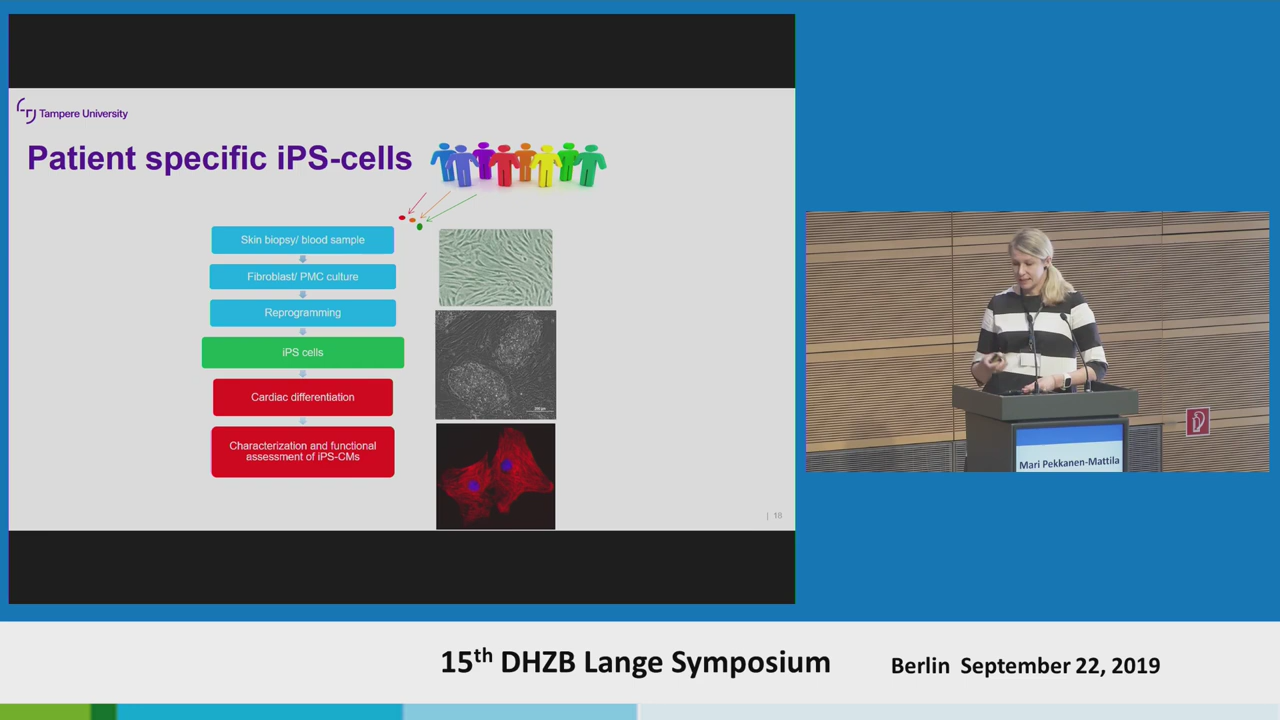 Tampere University
Patient specific iPS-cells
Skin biopsy/ blood sample
Fibroblast/ PMC culture
Reprogramming
iPS cells
Cardiac differentiation
Characterization and functional
assessment of iPS-CMs
| 18
Mari Pekkanen-Mattila
15th DHZB Lange Symposium
Berlin September 22, 2019